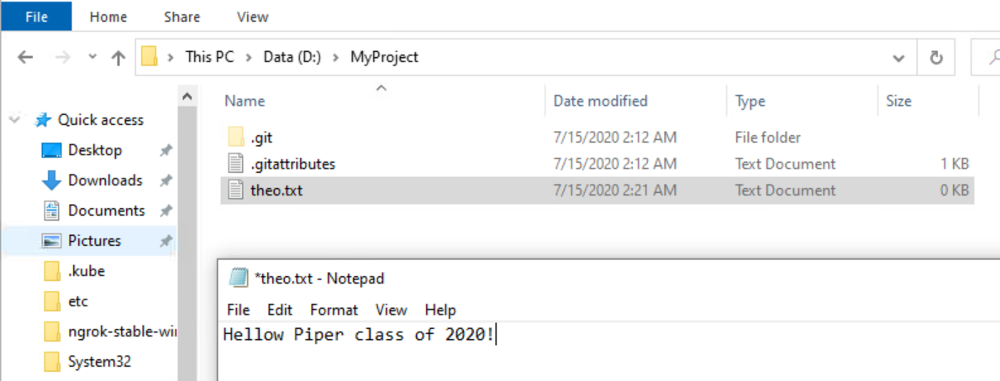 File Home Share View
This PC > Data (D:) > MyProject
Name Date modified Type Size
Quick access
Desktop
Downloads
Documents
Pictures
.kube
etc
ngrok-stable-wi
System32
.git 7/15/2020 2:12 AM File folder
.gitattributes 7/15/2020 2:12 AM Text Document 1 KB
theo.txt 7/15/2020 2:21 AM Text Document 0 KB
*theo.txt - Notepad
File Edit Format View Help
Hellow Piper class of 2020!